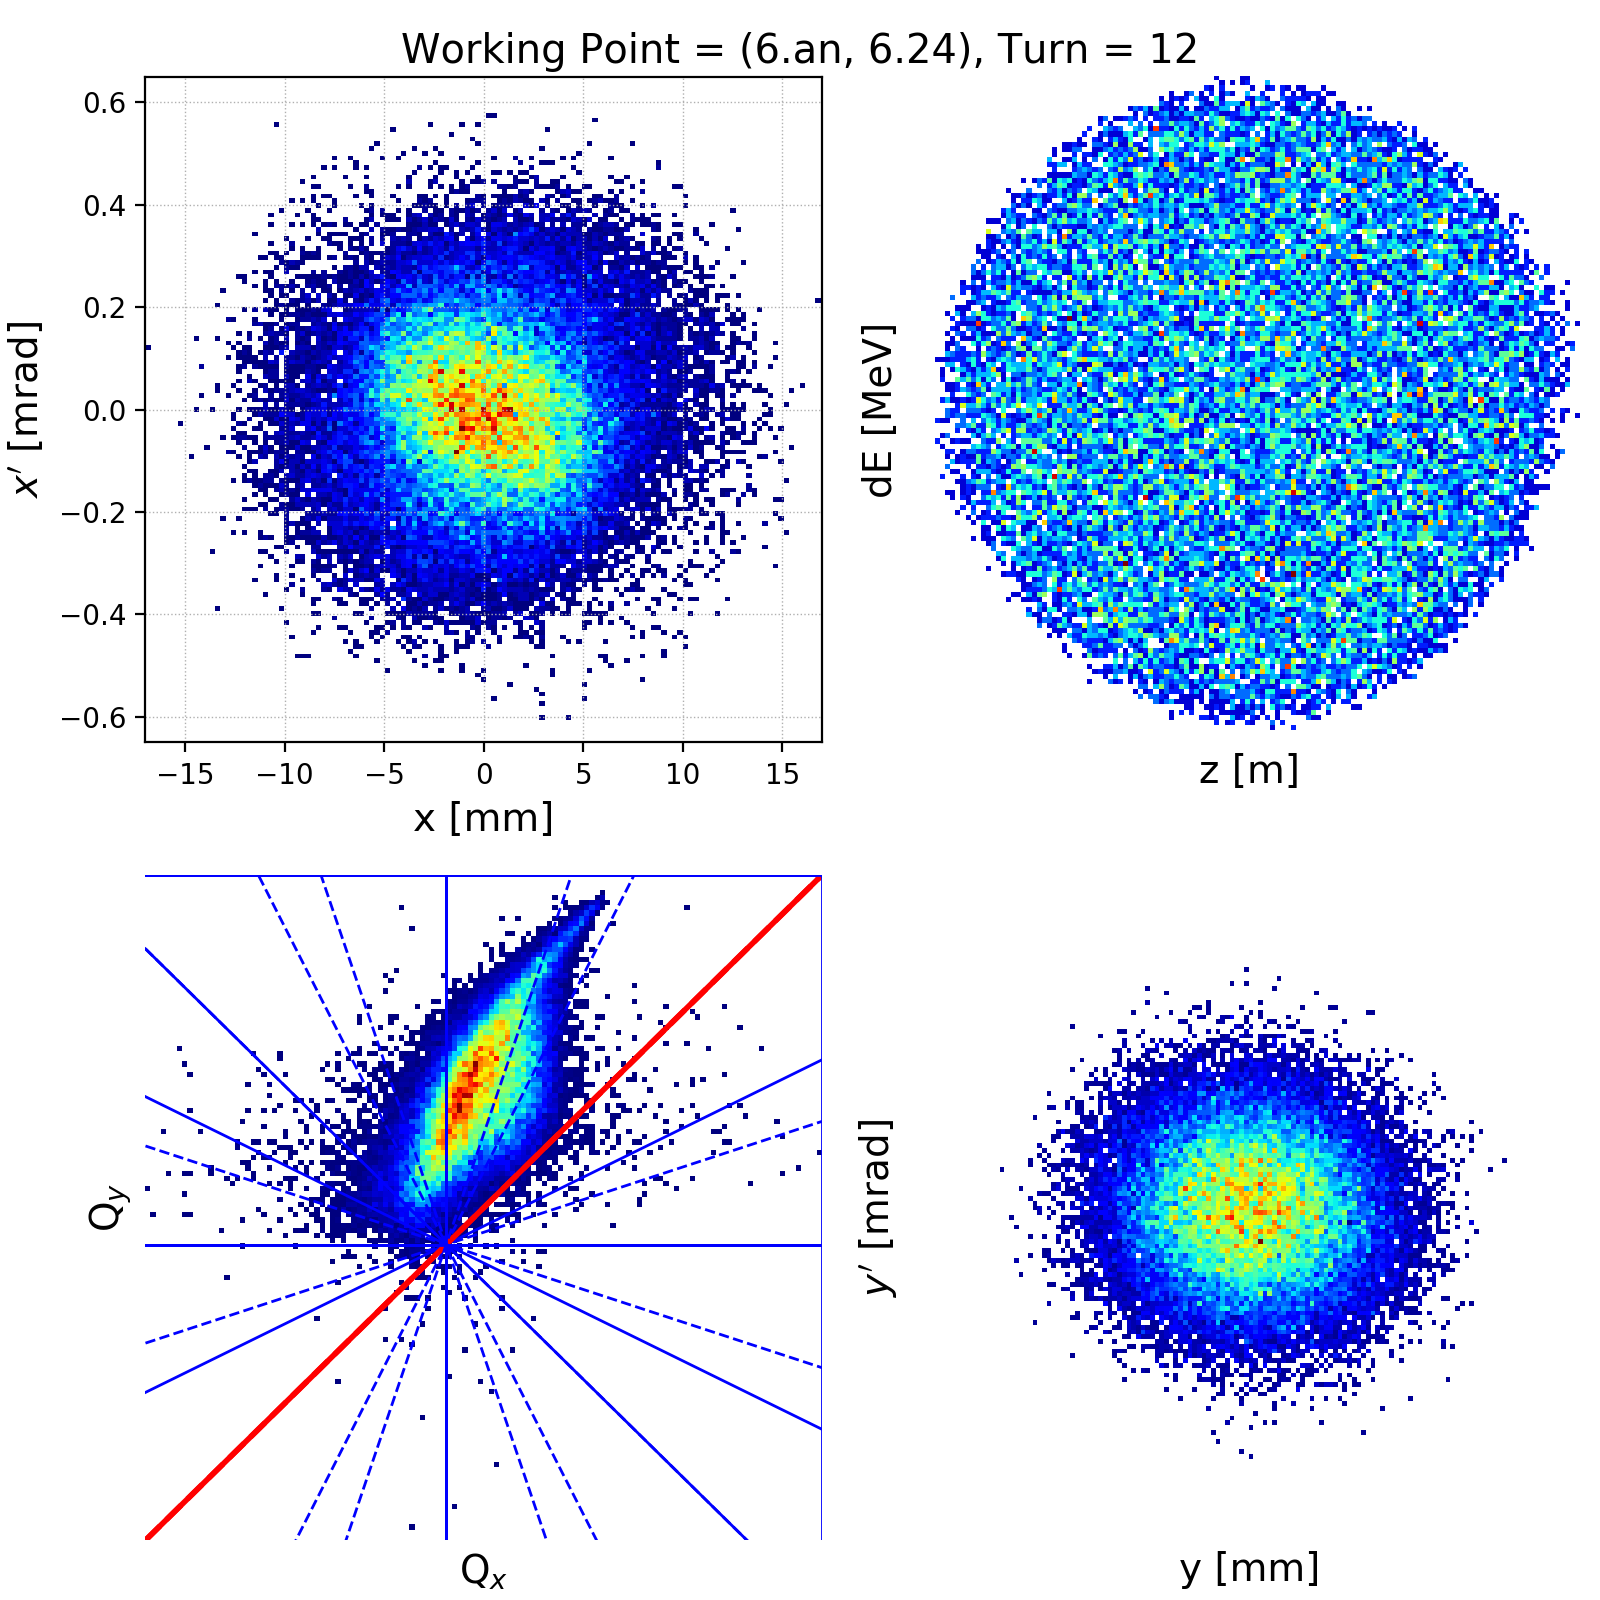 Working Point = (6.an, 6.24), Turn = 12
0.6
0.4
0.2
0.0
−0.2
−0.4
−0.6
x′ [mrad]
−15 −10 −5 0 5 10 15
x [mm]
dE [MeV]
z [m]
Qy
Qx
y′ [mrad]
y [mm]